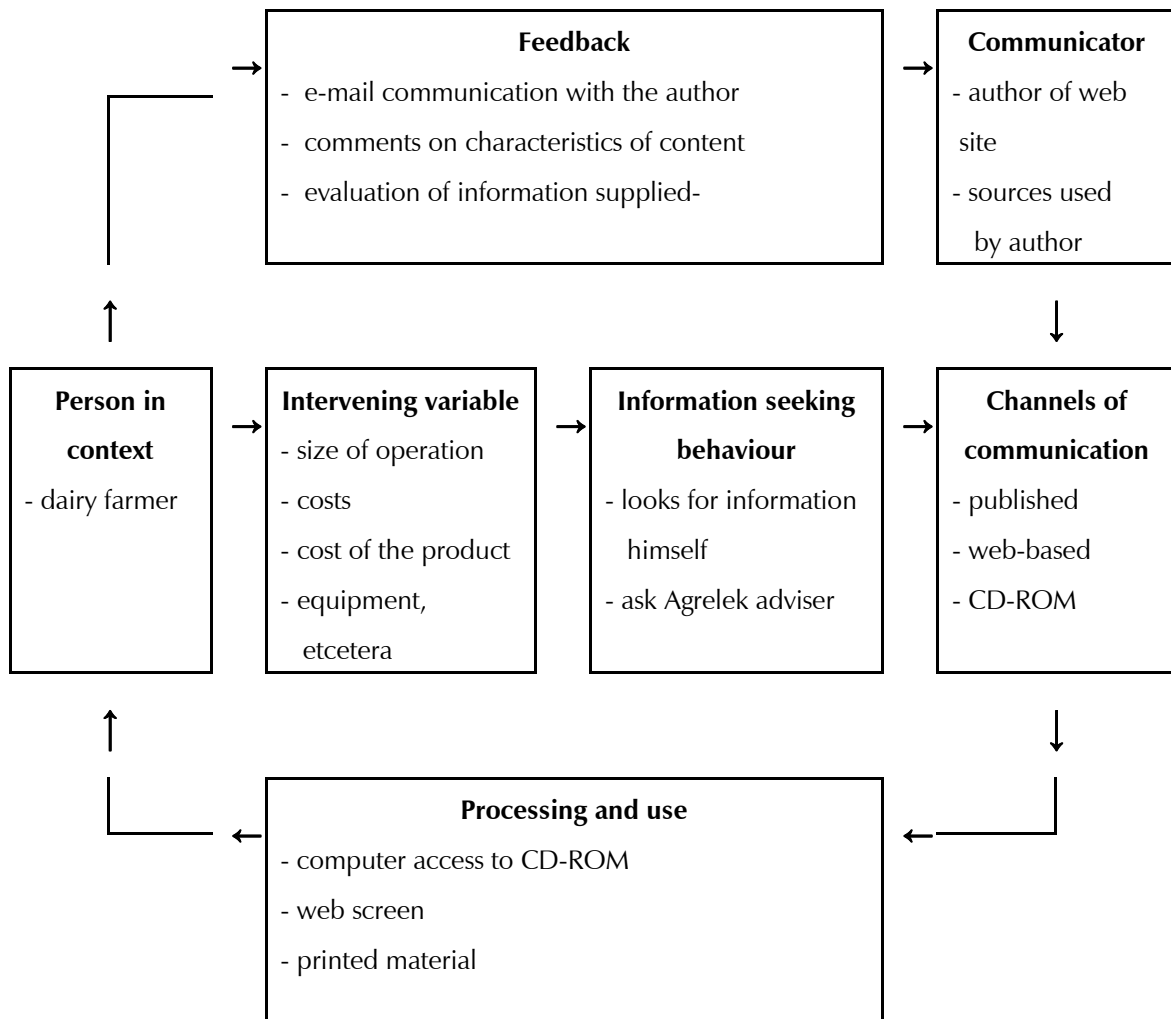 Feedback
- e-mail communication with the author
- comments on characteristics of content
- evaluation of information supplied-
Communicator
- author of web
site
- sources used
by author
Person in
context
- dairy farmer
Intervening variable
- size of operation
- costs
- cost of the product
- equipment,
etcetera
Information seeking
behaviour
- looks for information
himself
- ask Agrelek adviser
Channels of
communication
- published
- web-based
- CD-ROM
Processing and use
- computer access to CD-ROM
- web screen
- printed material